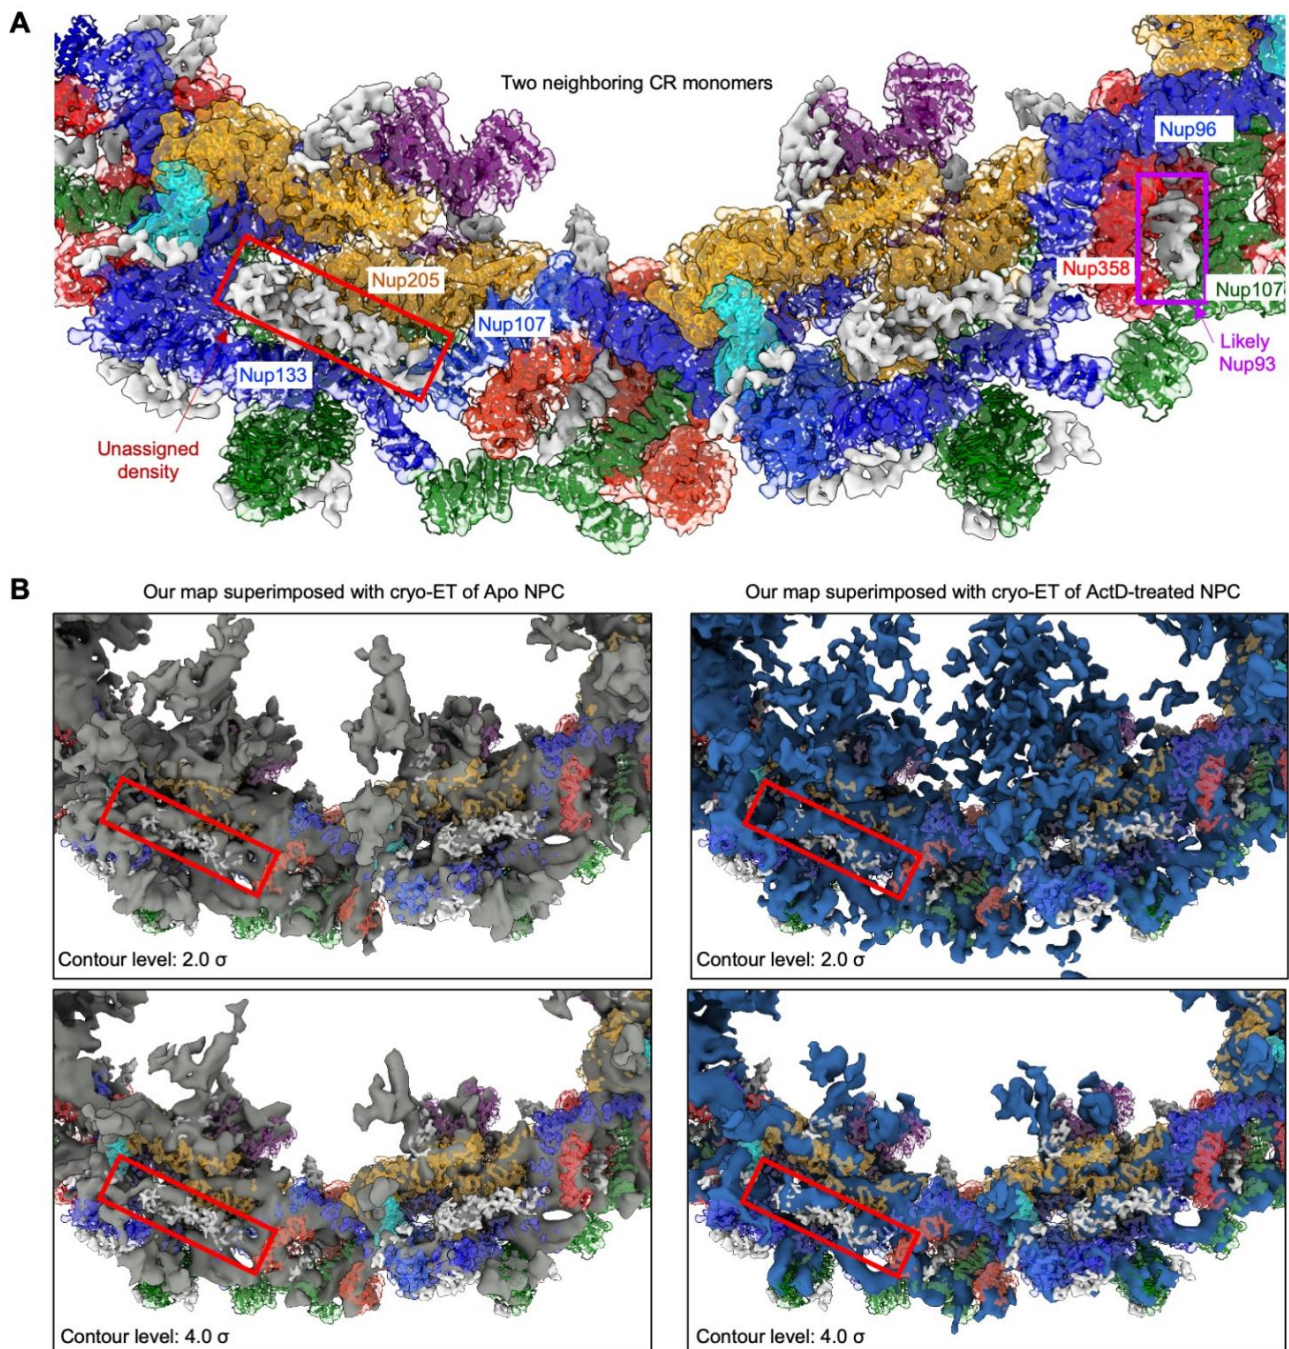 A
Two neighboring CR monomers
Nup96
Nup205
Nup358
Nup107
Nup107
Nup133
Likely
Nup93
Unassigned
density
B
Our map superimposed with cryo-ET of Apo NPC
Our map superimposed with cryo-ET of ActD-treated NPC
Contour level: 2.0 σ
Contour level: 2.0 σ
Contour level: 4.0 σ
Contour level: 4.0 σ